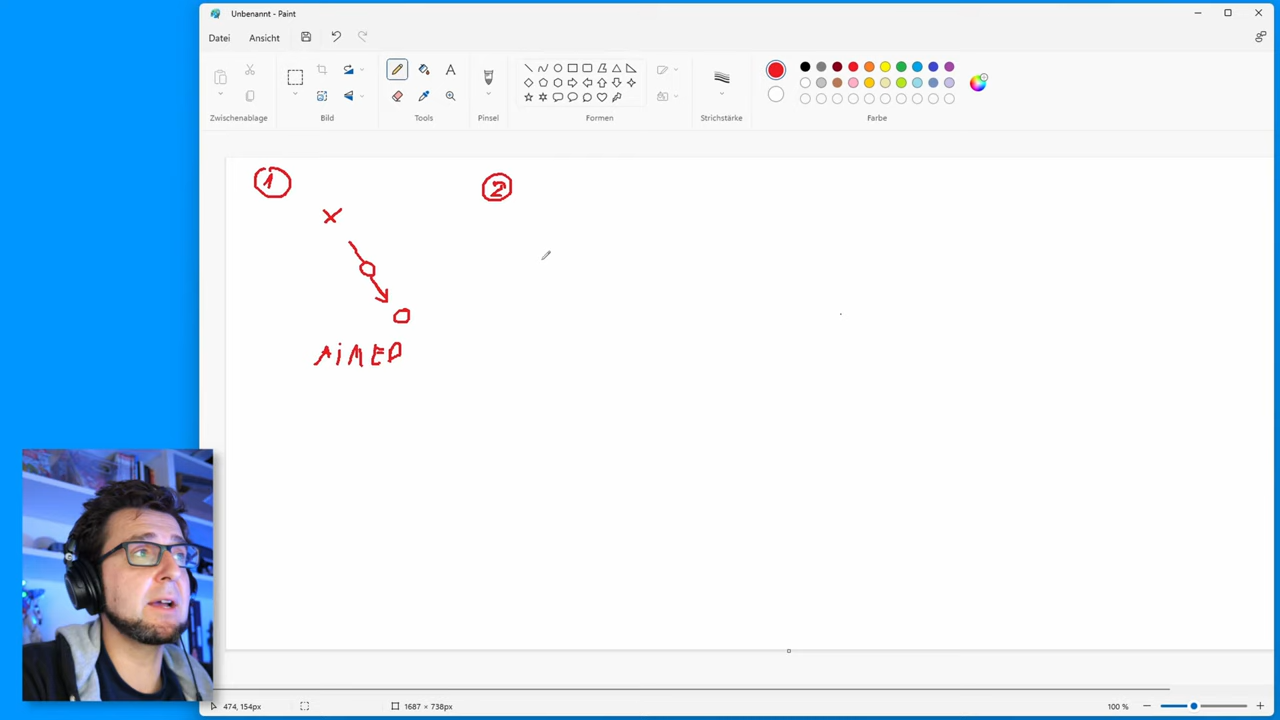 Unbenannt - Paint
Datei Ansicht
A
Zwischenablage Bild Tools Pinsel Formen Strichstärke Farbe
1 2
x
AiMED
474, 154px 1687 × 738px 100 %